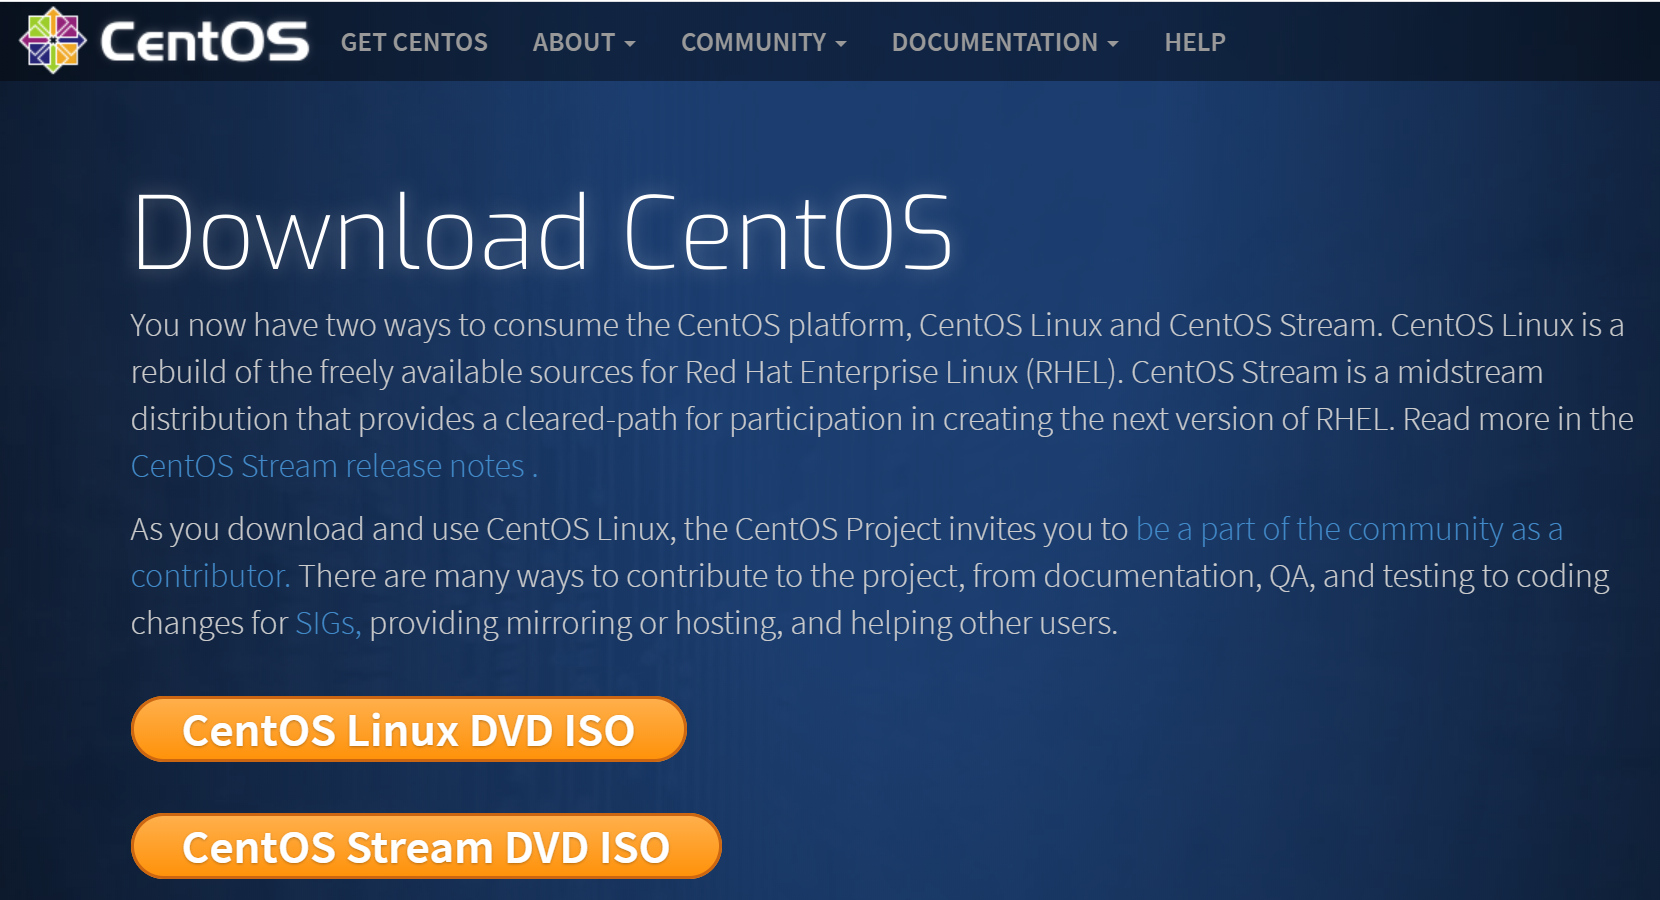 CentOS GET CENTOS ABOUT COMMUNITY DOCUMENTATION HELP
Download CentOS
You now have two ways to consume the CentOS platform, CentOS Linux and CentOS Stream. CentOS Linux is a
rebuild of the freely available sources for Red Hat Enterprise Linux (RHEL). CentOS Stream is a midstream
distribution that provides a cleared-path for participation in creating the next version of RHEL. Read more in the
CentOS Stream release notes .
As you download and use CentOS Linux, the CentOS Project invites you to be a part of the community as a
contributor. There are many ways to contribute to the project, from documentation, QA, and testing to coding
changes for SIGs, providing mirroring or hosting, and helping other users.
CentOS Linux DVD ISO
CentOS Stream DVD ISO